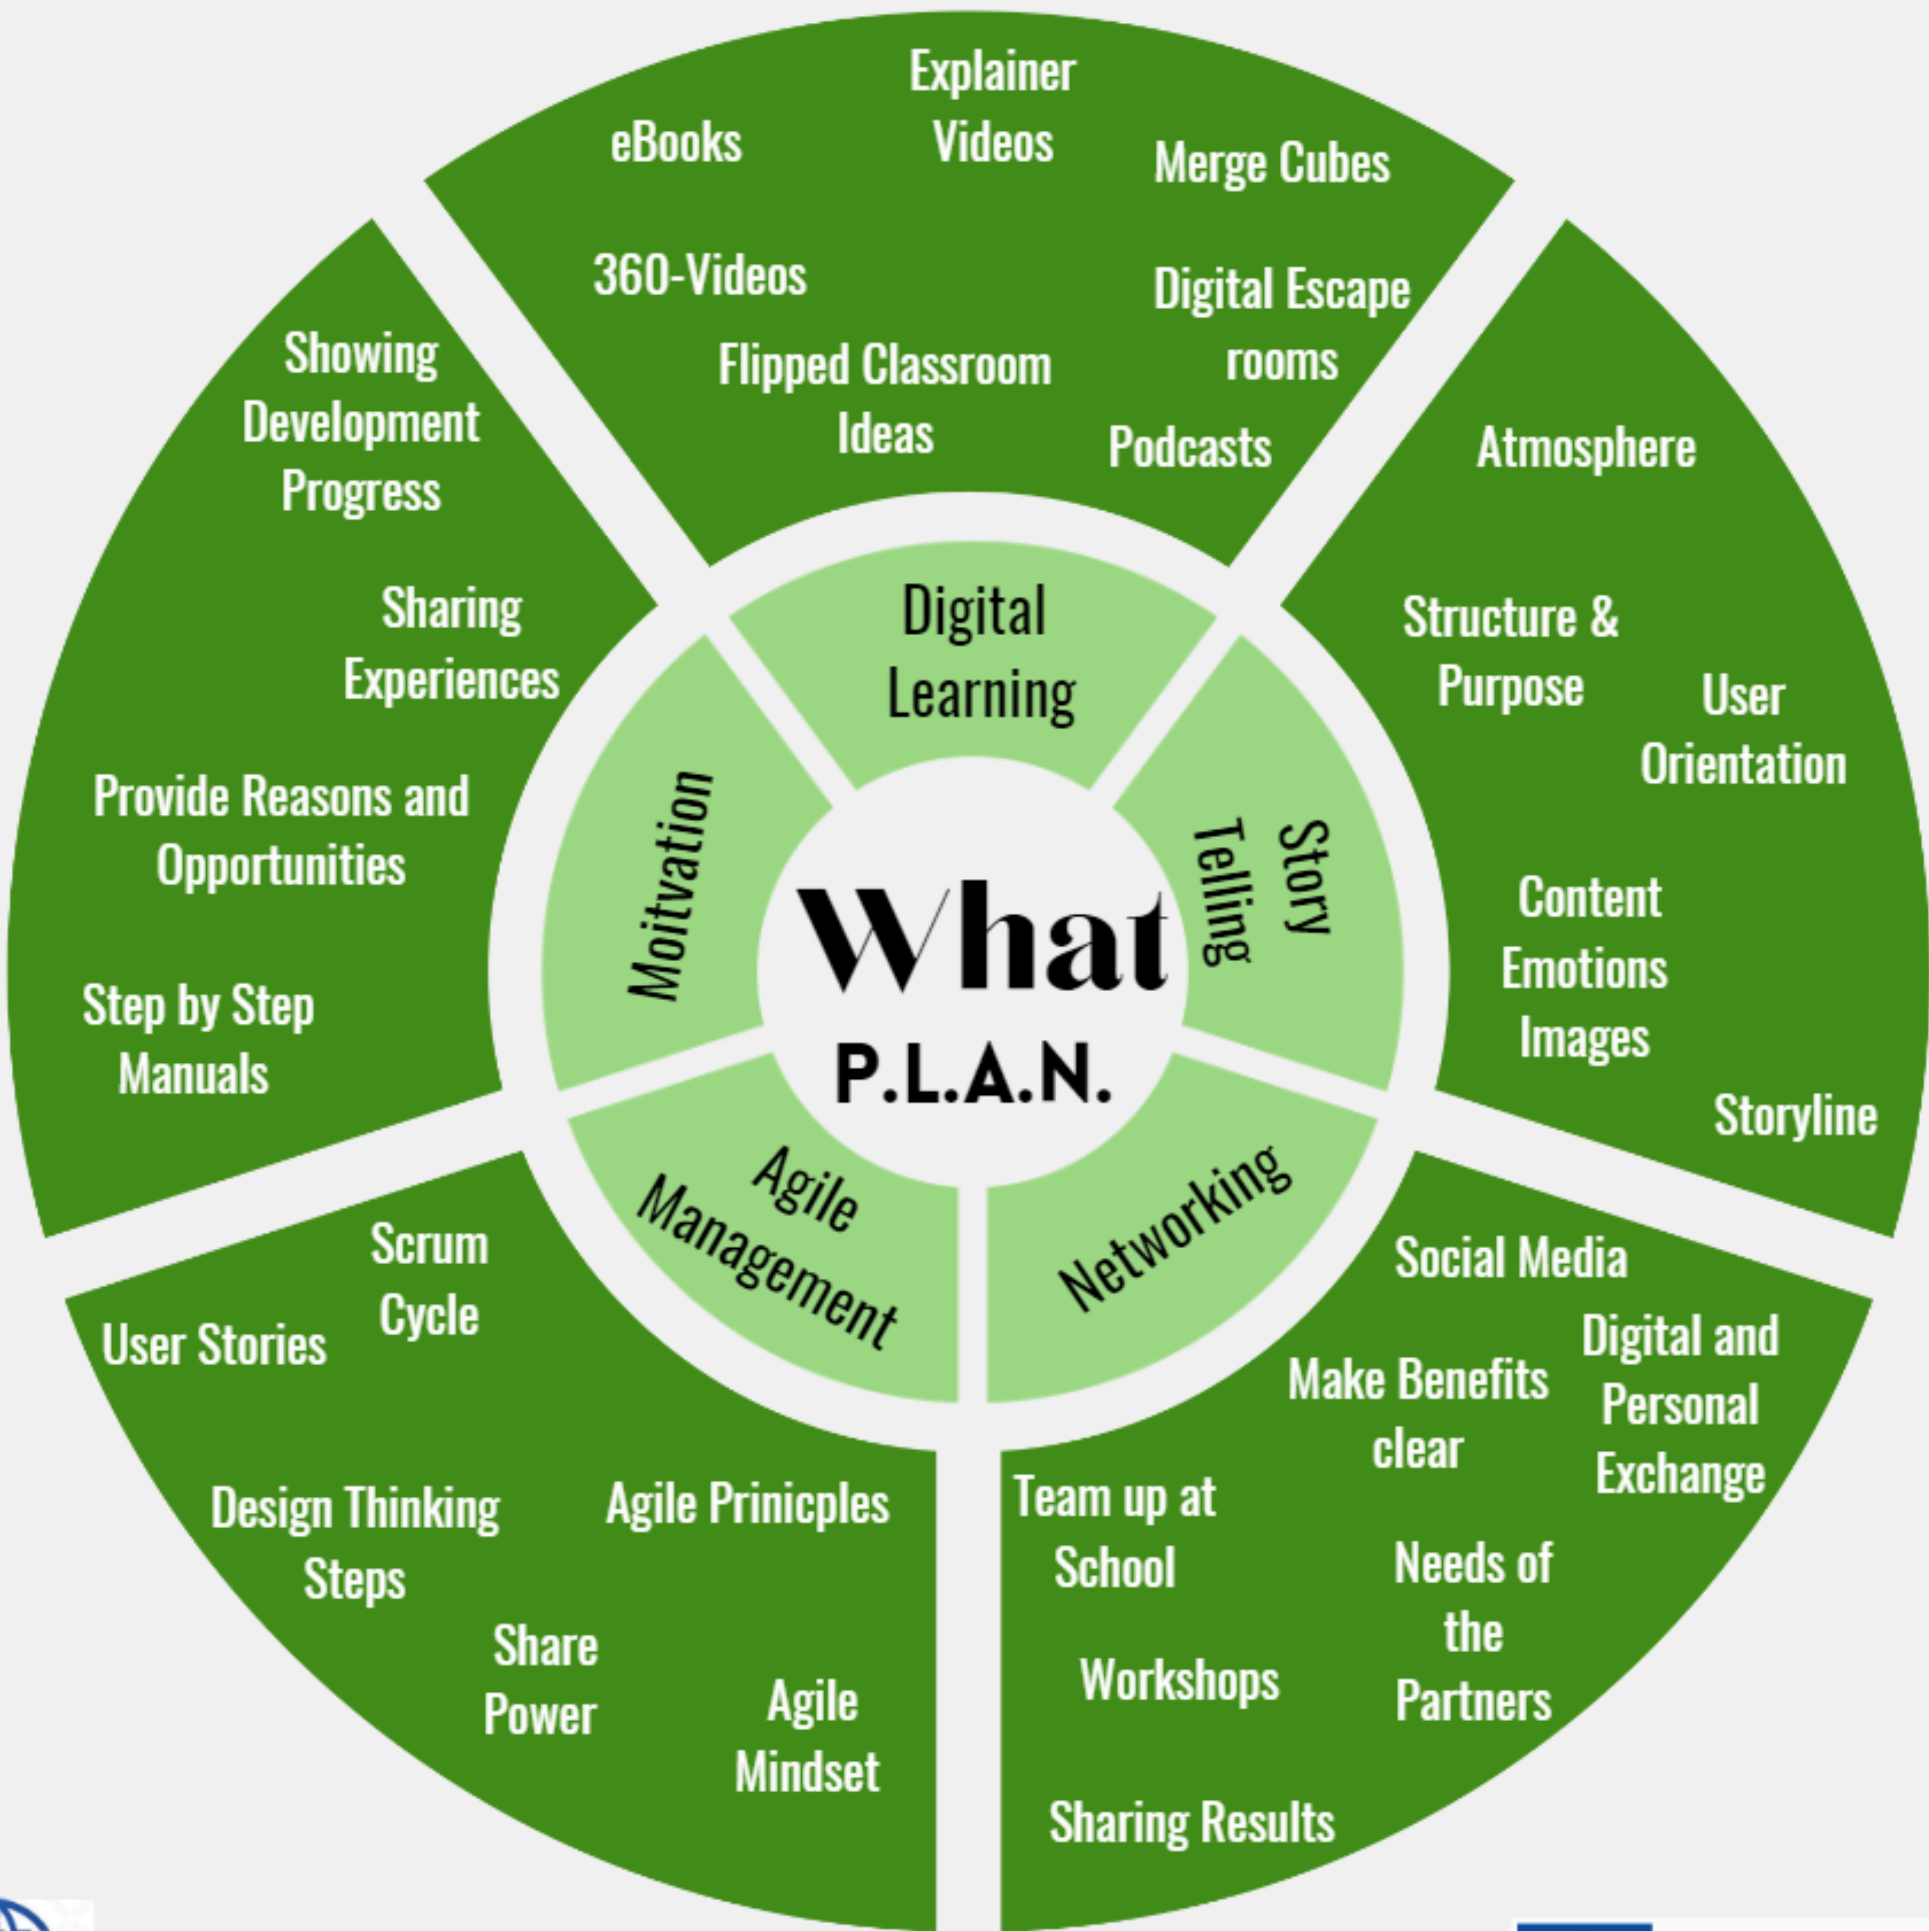 Explainer
Videos
eBooks
Merge Cubes
360-Videos
Digital Escape
rooms
Flipped Classroom
Ideas
Podcasts
Atmosphere
Structure &
Purpose
User
Orientation
Content
Emotions
Images
Storyline
Social Media
Digital and
Personal
Exchange
Make Benefits
clear
Team up at
School
Needs of
the
Partners
Workshops
Sharing Results
Scrum
Cycle
User Stories
Design Thinking
Steps
Agile Prinicples
Share
Power
Agile
Mindset
Showing
Development
Progress
Sharing
Experiences
Provide Reasons and
Opportunities
Step by Step
Manuals
Digital
Learning
Story
Telling
Networking
Agile
Management
Moitvation
What
P.L.A.N.